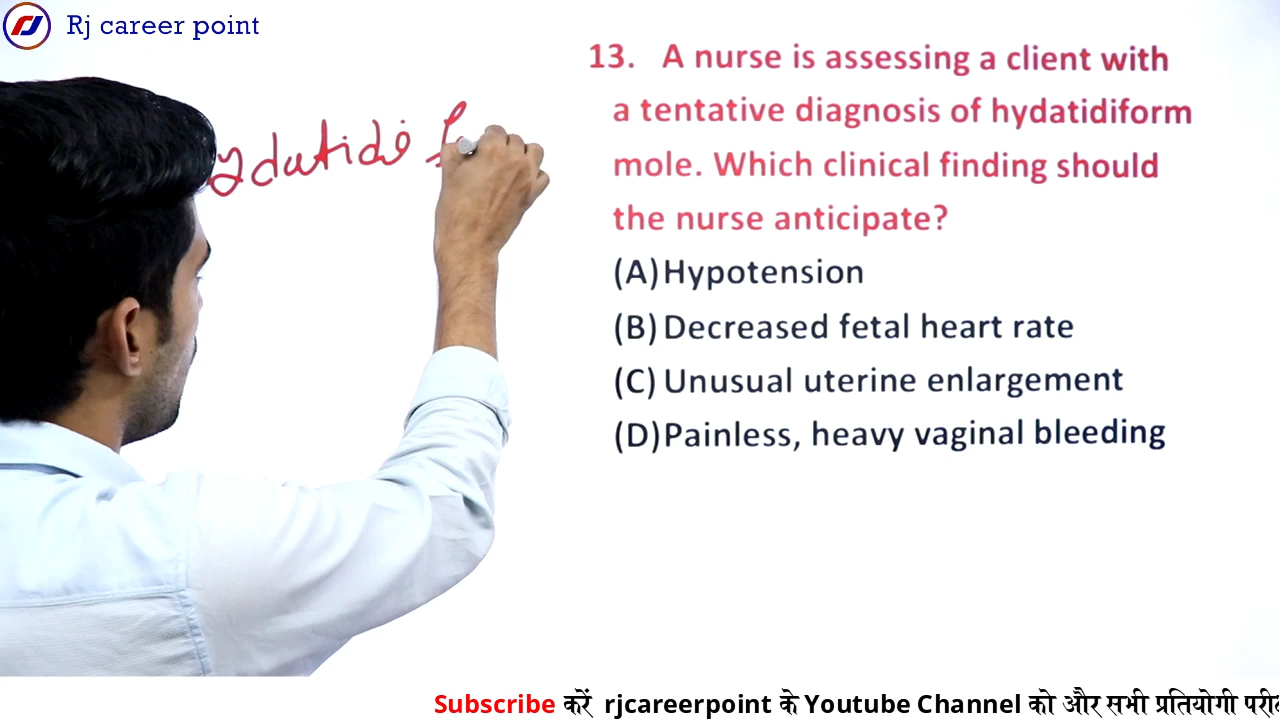 Rj career point
ydatidi fo
13. A nurse is assessing a client with
a tentative diagnosis of hydatidiform
mole. Which clinical finding should
the nurse anticipate?
(A) Hypotension
(B) Decreased fetal heart rate
(C) Unusual uterine enlargement
(D) Painless, heavy vaginal bleeding
Subscribe करें rjcareerpoint के Youtube Channel को और सभी प्रतियोगी